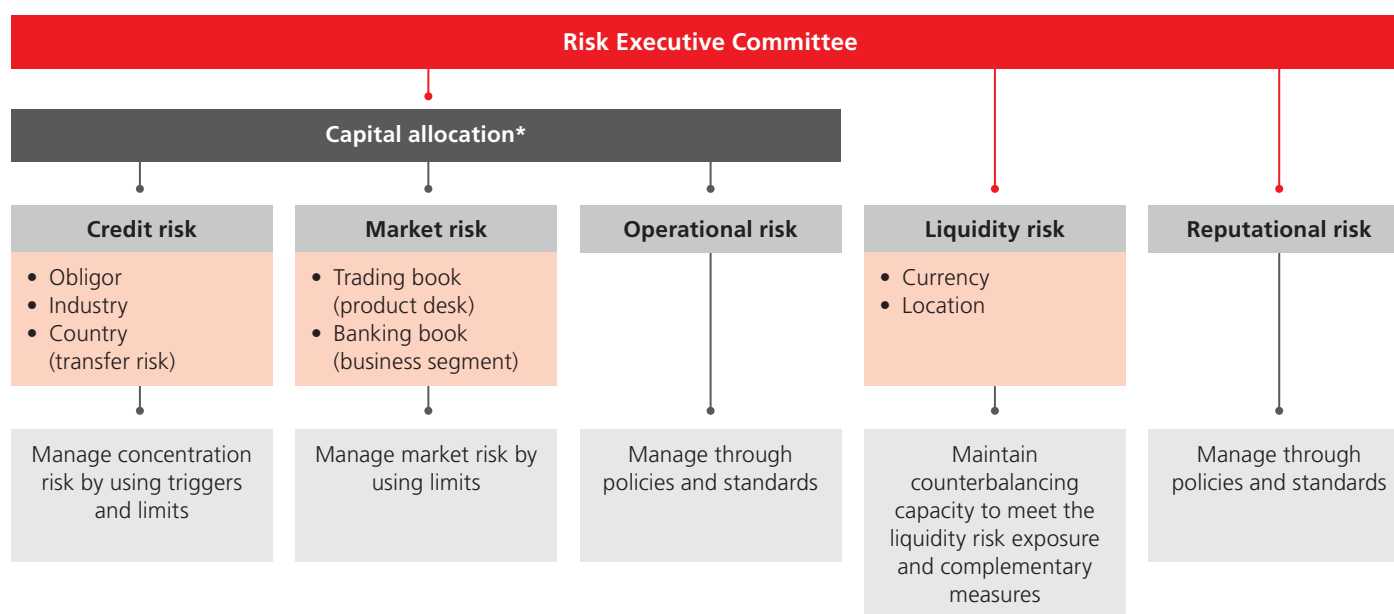 Risk Executive Committee
Capital allocation*
Credit risk
• Obligor
• Industry
• Country
(transfer risk)
Manage concentration
risk by using triggers
and limits
Market risk
• Trading book
(product desk)
• Banking book
(business segment)
Manage market risk by
using limits
Operational risk
Manage through
policies and standards
Liquidity risk
• Currency
• Location
Maintain
counterbalancing
capacity to meet the
liquidity risk exposure
and complementary
measures
Reputational risk
Manage through
policies and standards